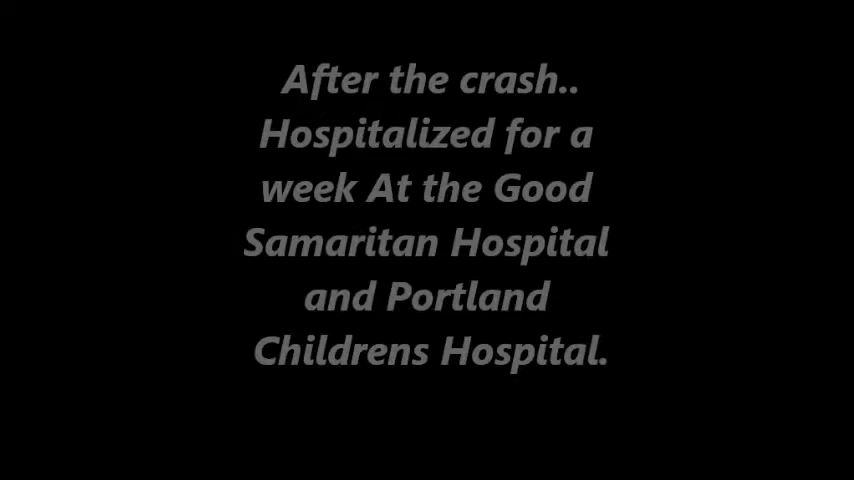 After the crash..
Hospitalized for a
week At the Good
Samaritan Hospital
and Portland
Childrens Hospital.